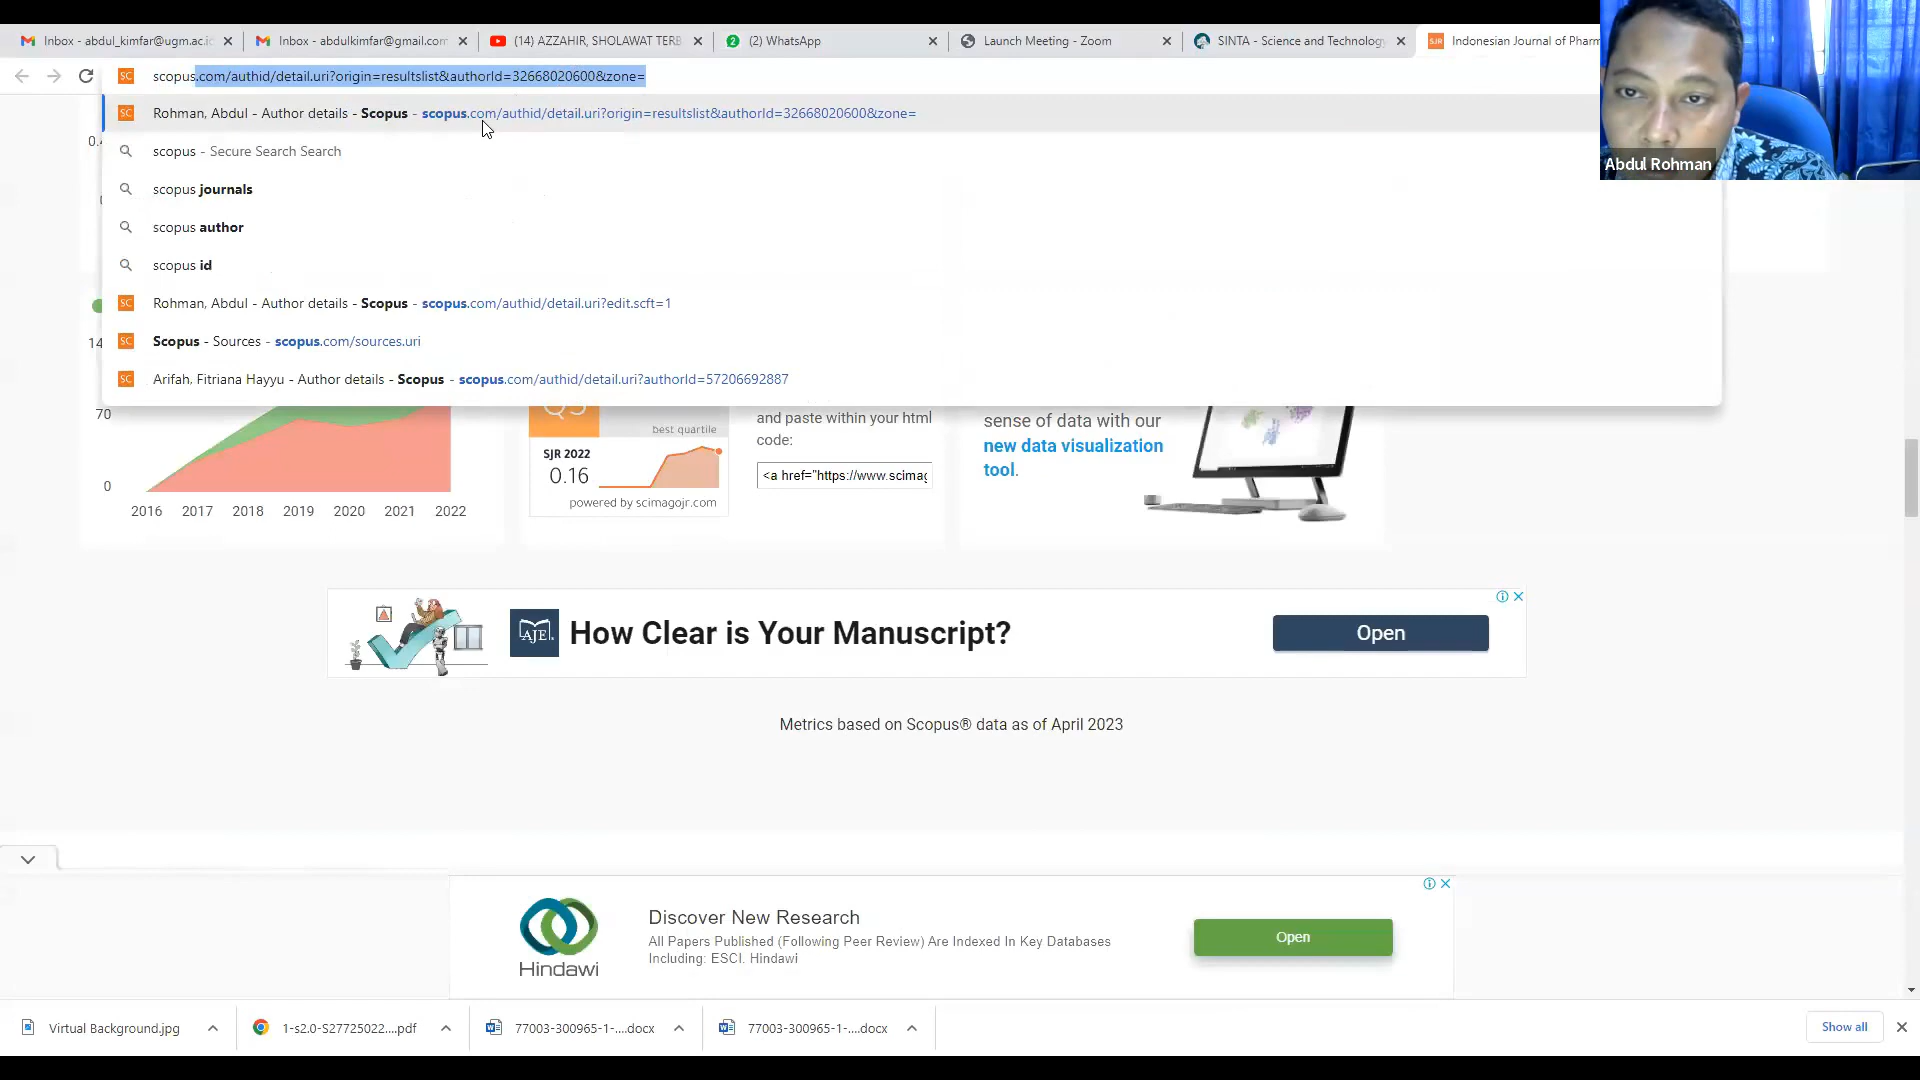 Inbox - abdul_kimfar@ugm.ac.id
Inbox - abdulkimfar@gmail.com
(14) AZZAHIR, SHOLAWAT TERB
(2) WhatsApp
Launch Meeting - Zoom
SINTA - Science and Technology
Indonesian Journal of Pharm
scopus.com/authid/detail.uri?origin=resultslist&authorId=32668020600&zone=
Rohman, Abdul - Author details - Scopus - scopus.com/authid/detail.uri?origin=resultslist&authorId=32668020600&zone=
scopus - Secure Search Search
scopus journals
scopus author
scopus id
Rohman, Abdul - Author details - Scopus - scopus.com/authid/detail.uri?edit.scft=1
Scopus - Sources - scopus.com/sources.uri
Arifah, Fitriana Hayyu - Author details - Scopus - scopus.com/authid/detail.uri?authorId=57206692887
Abdul Rohman
70
0
2016 2017 2018 2019 2020 2021 2022
best quartile
SJR 2022
0.16
powered by scimagojr.com
and paste within your html
code:
<a href="https://www.scimag
sense of data with our
new data visualization
tool.
AJE
How Clear is Your Manuscript?
Open
Metrics based on Scopus® data as of April 2023
Hindawi
Discover New Research
All Papers Published (Following Peer Review) Are Indexed In Key Databases
Including: ESCI. Hindawi
Open
Virtual Background.jpg
1-s2.0-S27725022....pdf
77003-300965-1-....docx
77003-300965-1-....docx
Show all